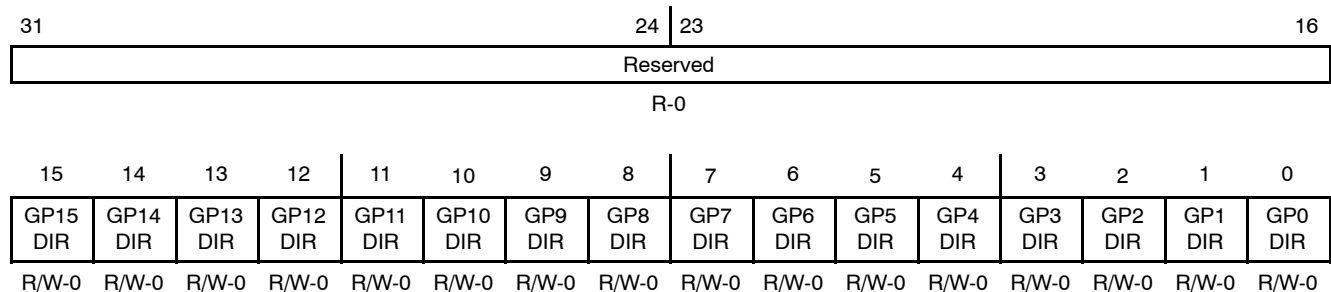 31 24 23 16
Reserved
R-0
15 14 13 12 11 10 9 8 7 6 5 4 3 2 1 0
GP15 GP14 GP13 GP12 GP11 GP10 GP9 GP8 GP7 GP6 GP5 GP4 GP3 GP2 GP1 GP0
DIR DIR DIR DIR DIR DIR DIR DIR DIR DIR DIR DIR DIR DIR DIR DIR
R/W-0 R/W-0 R/W-0 R/W-0 R/W-0 R/W-0 R/W-0 R/W-0 R/W-0 R/W-0 R/W-0 R/W-0 R/W-0 R/W-0 R/W-0 R/W-0